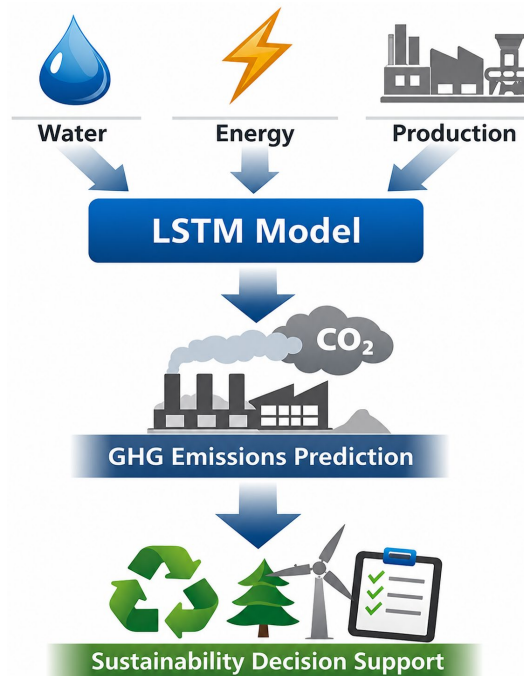 Water
Energy
Production
LSTM Model
CO₂
GHG Emissions Prediction
Sustainability Decision Support